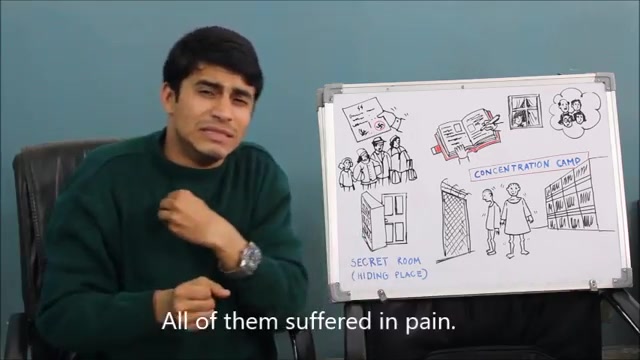 CONCENTRATION CAMP
SECRET ROOM
(HIDING PLACE)
All of them suffered in pain.